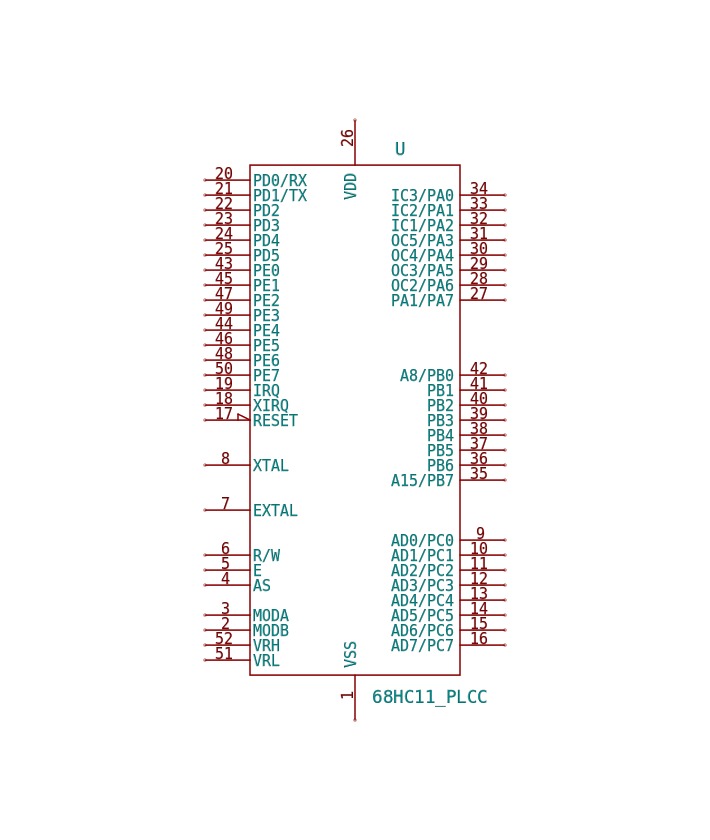 26
U
VDD
20 PD0/RX
21 PD1/TX
22 PD2
23 PD3
24 PD4
25 PD5
43 PE0
45 PE1
47 PE2
49 PE3
44 PE4
46 PE5
48 PE6
50 PE7
19 IRQ
18 XIRQ
17 RESET
8 XTAL
7 EXTAL
6 R/W
5 E
4 AS
3 MODA
2 MODB
52 VRH
51 VRL
IC3/PA0 34
IC2/PA1 33
IC1/PA2 32
OC5/PA3 31
OC4/PA4 30
OC3/PA5 29
OC2/PA6 28
PA1/PA7 27
A8/PB0 42
PB1 41
PB2 40
PB3 39
PB4 38
PB5 37
PB6 36
A15/PB7 35
AD0/PC0 9
AD1/PC1 10
AD2/PC2 11
AD3/PC3 12
AD4/PC4 13
AD5/PC5 14
AD6/PC6 15
AD7/PC7 16
VSS
1
68HC11_PLCC